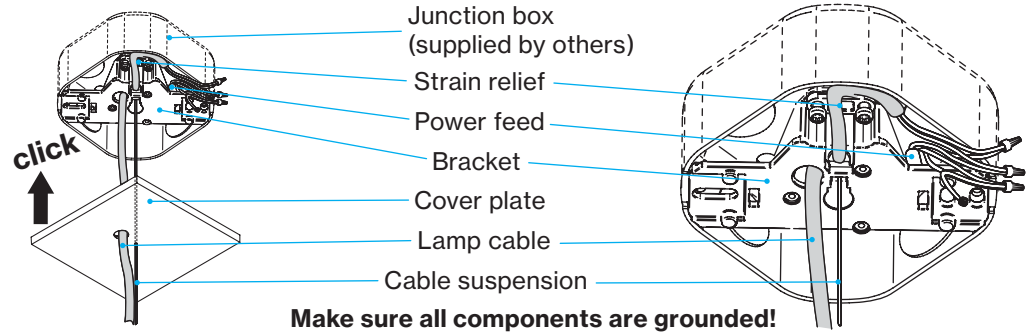 Junction box
(supplied by others)
Strain relief
Power feed
Bracket
click
Cover plate
Lamp cable
Cable suspension
Make sure all components are grounded!